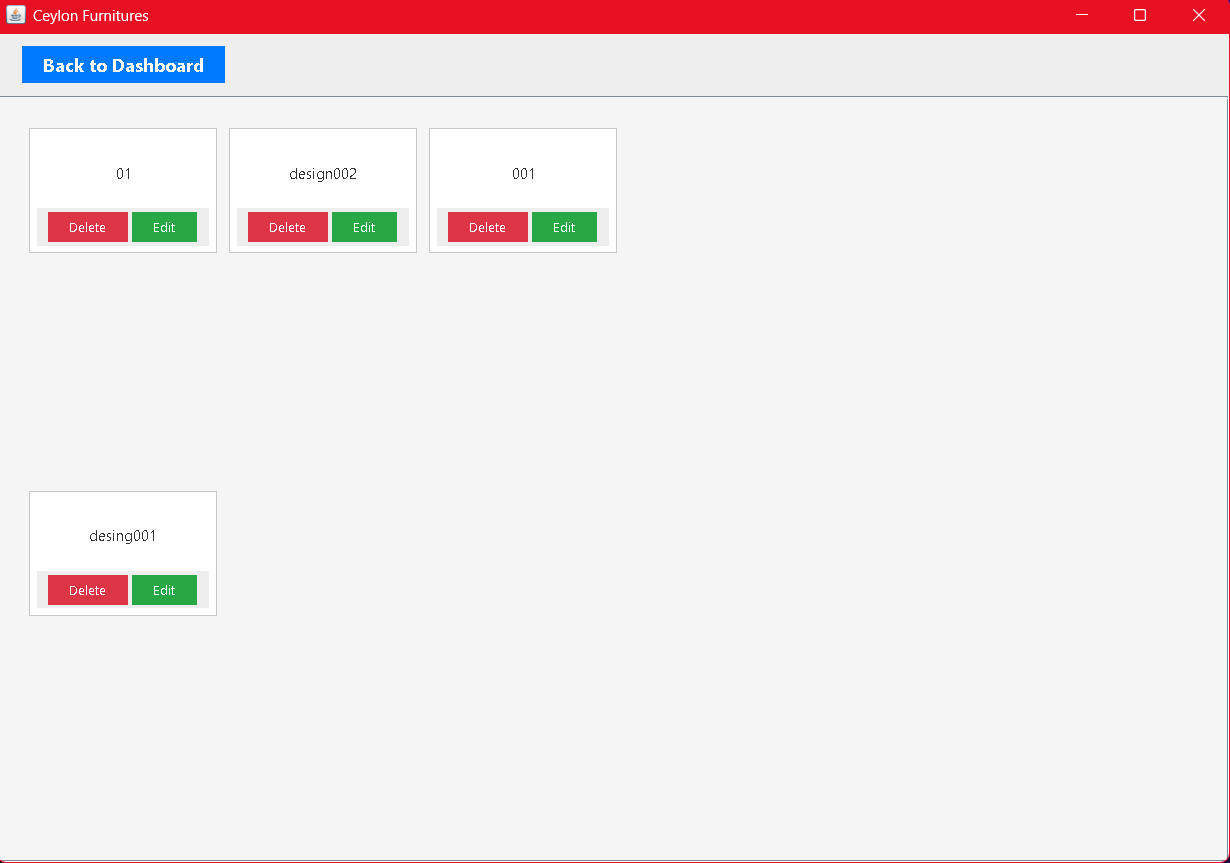 Ceylon Furnitures
Back to Dashboard
01
design002
001
Delete Edit
Delete Edit
Delete Edit
desing001
Delete Edit